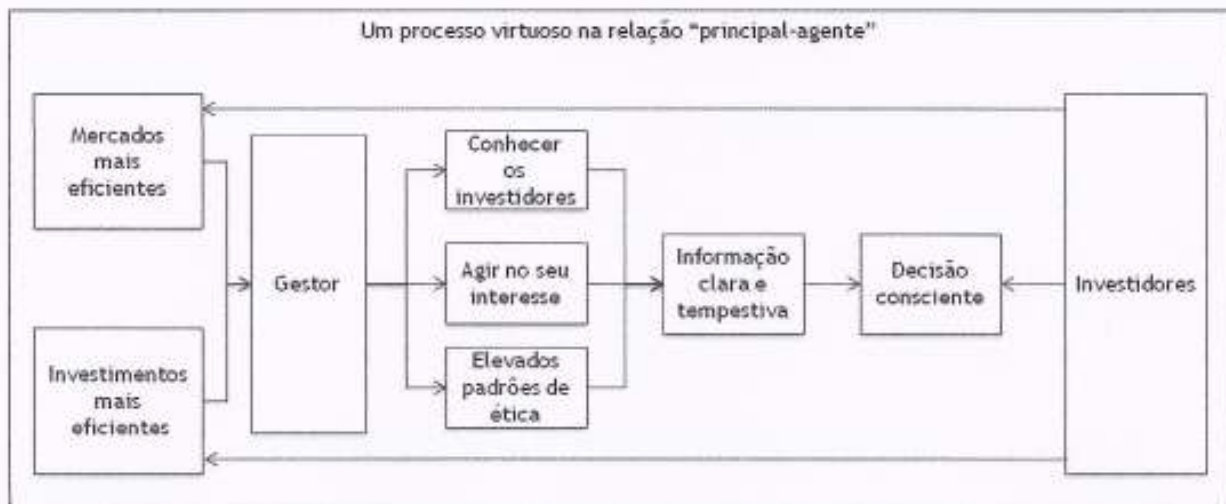 Um processo virtuoso na relação “principal-agente”
Mercados
mais
eficientes
Investimentos
mais
eficientes
Gestor
Conhecer
os
investidores
Agir no seu
interesse
Elevados
padrões de
ética
Informação
clara e
tempestiva
Decisão
consciente
Investidores